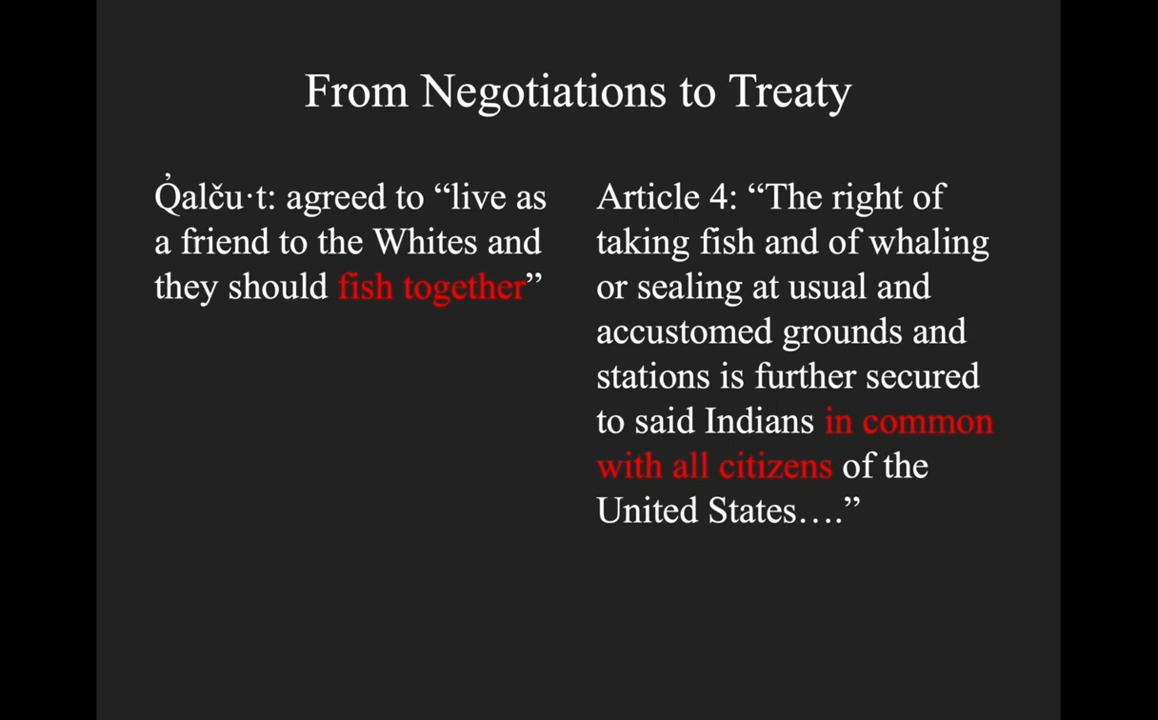 From Negotiations to Treaty
Q̓alču·t: agreed to “live as
a friend to the Whites and
they should fish together”
Article 4: “The right of
taking fish and of whaling
or sealing at usual and
accustomed grounds and
stations is further secured
to said Indians in common
with all citizens of the
United States….”